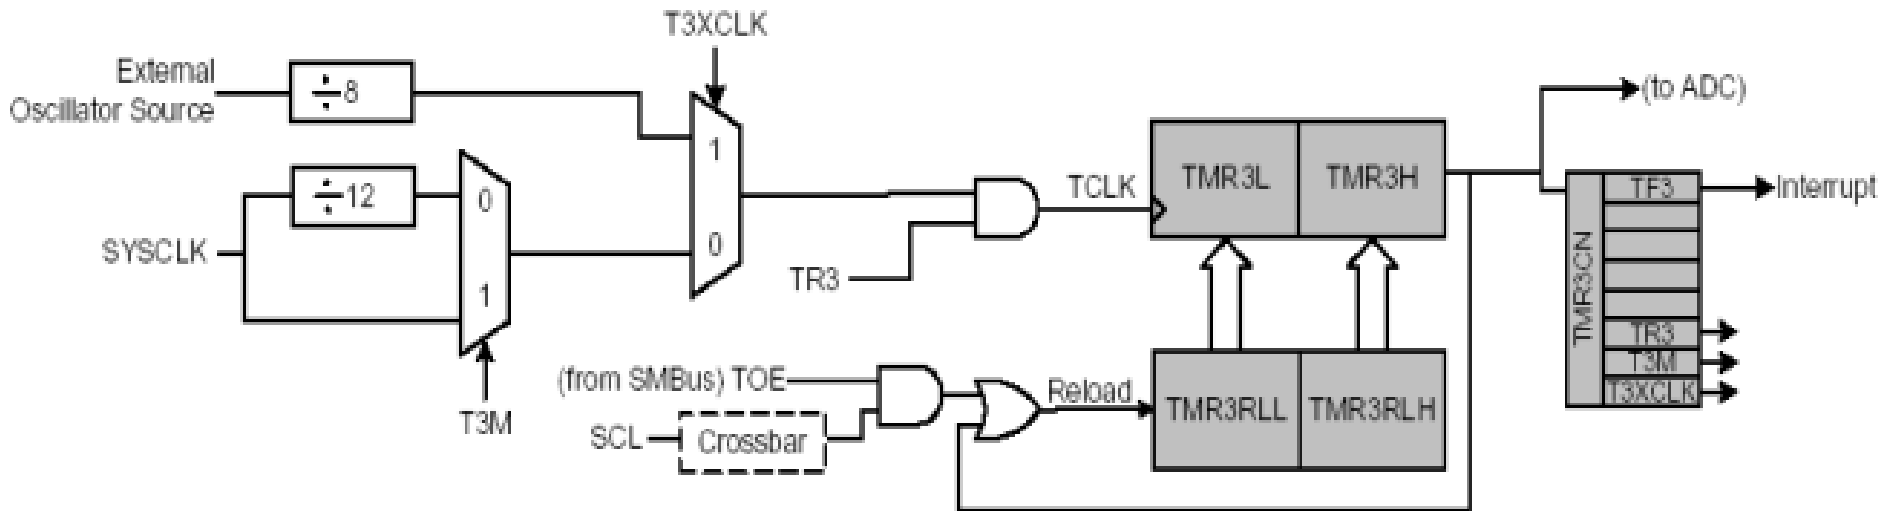 T3XCLK
External
Oscillator Source
÷8
1
0
SYSCLK
÷12
0
1
T3M
TR3
TCLK
TMR3L
TMR3H
(to ADC)
TMR3CN
TF3
Interrupt
TR3
T3M
T3XCLK
(from SMBus) TOE
SCL
Crossbar
Reload
TMR3RLL
TMR3RLH